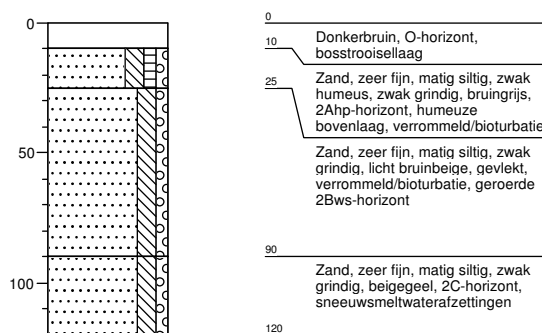 0
50
100
0
10
Donkerbruin, O-horizont,
bosstrooisellaag
25
Zand, zeer fijn, matig siltig, zwak
humeus, zwak grindig, bruingrijs,
2Ahp-horizont, humeuze
bovenlaag, verrommeld/bioturbatie
Zand, zeer fijn, matig siltig, zwak
grindig, licht bruinbeige, gevlekt,
verrommeld/bioturbatie, geroerde
2Bws-horizont
90
Zand, zeer fijn, matig siltig, zwak
grindig, beigegeel, 2C-horizont,
sneeuwsmeltwaterafzettingen
120